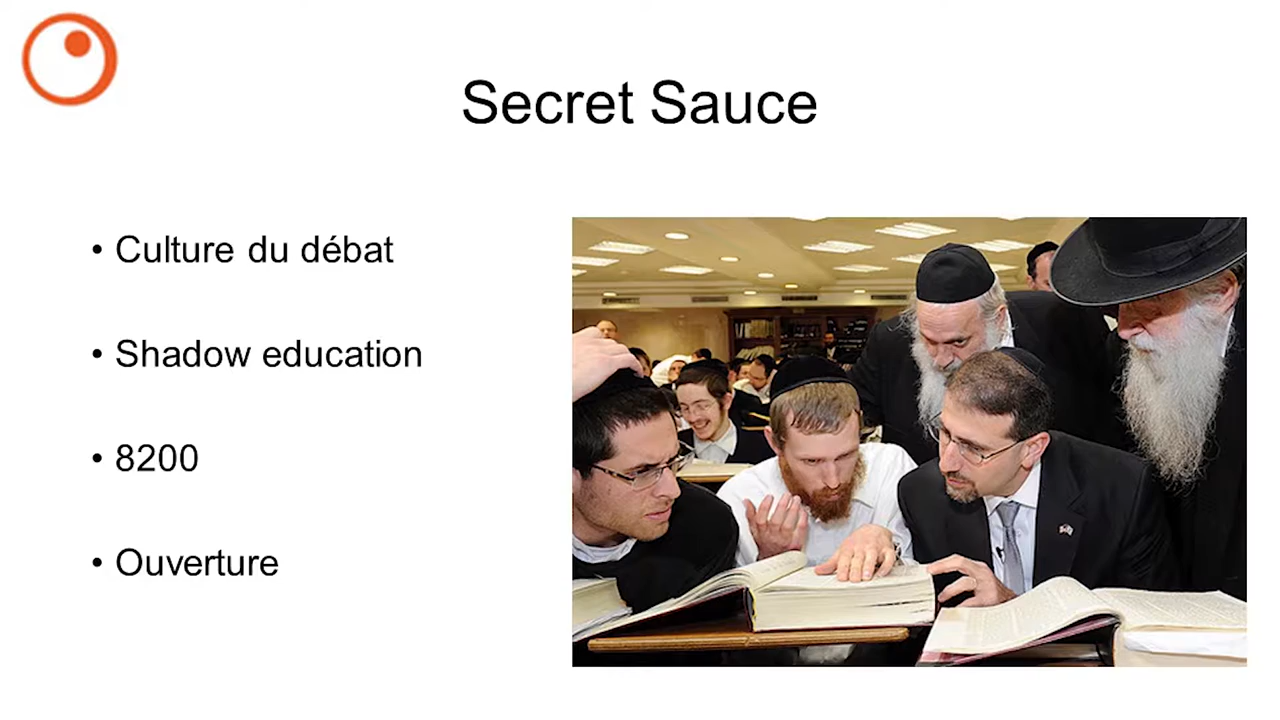 Secret Sauce
• Culture du débat
• Shadow education
• 8200
• Ouverture